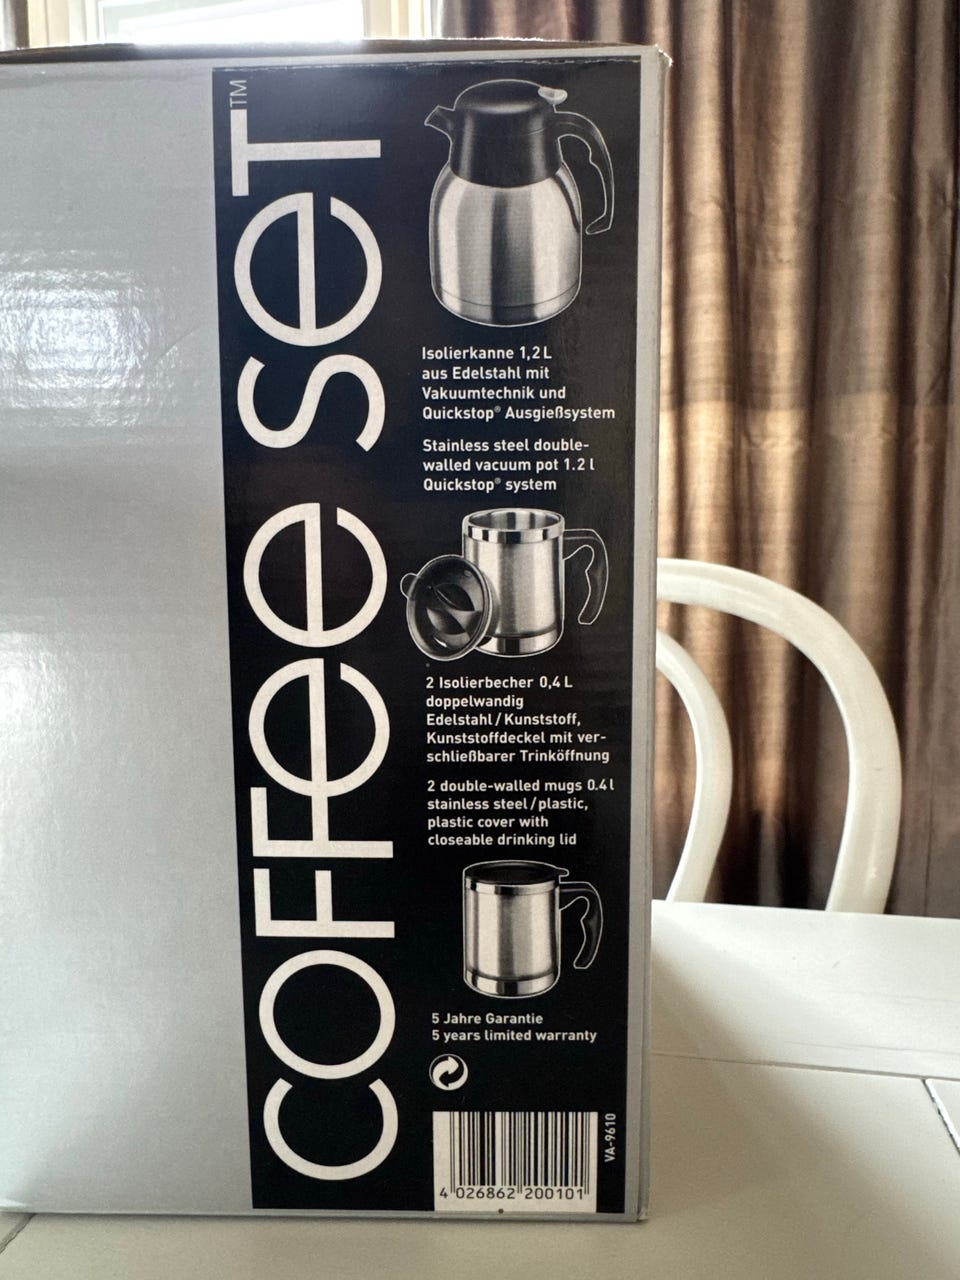 COFFee seT™
Isolierkanne 1,2 L
aus Edelstahl mit
Vakuumtechnik und
Quickstop® Ausgießsystem
Stainless steel double-
walled vacuum pot 1.2 l
Quickstop® system
2 Isolierbecher 0,4 L
doppelwandig
Edelstahl / Kunststoff,
Kunststoffdeckel mit ver-
schließbarer Trinköffnung
2 double-walled mugs 0.4 l
stainless steel / plastic,
plastic cover with
closeable drinking lid
5 Jahre Garantie
5 years limited warranty
VA-9610
4 026862 200101